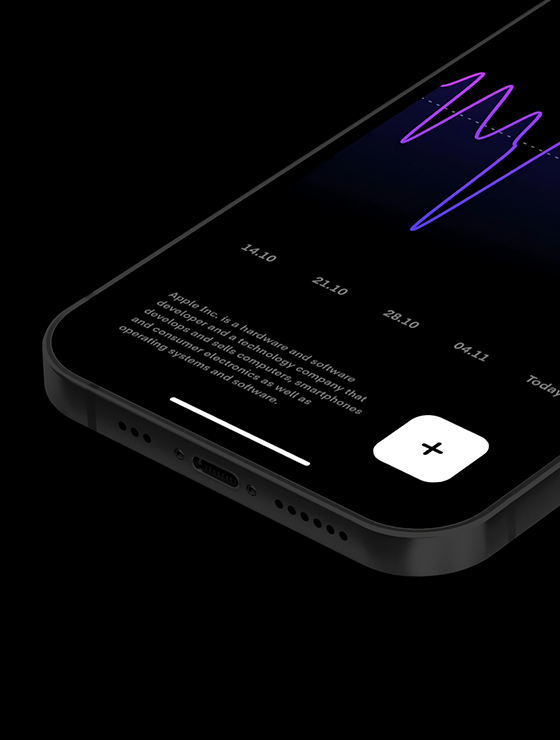 14.10
21.10
28.10
04.11
Today
Apple Inc. is a hardware and software
developer and a technology company that
develops and sells computers, smartphones
and consumer electronics as well as
operating systems and software.
+